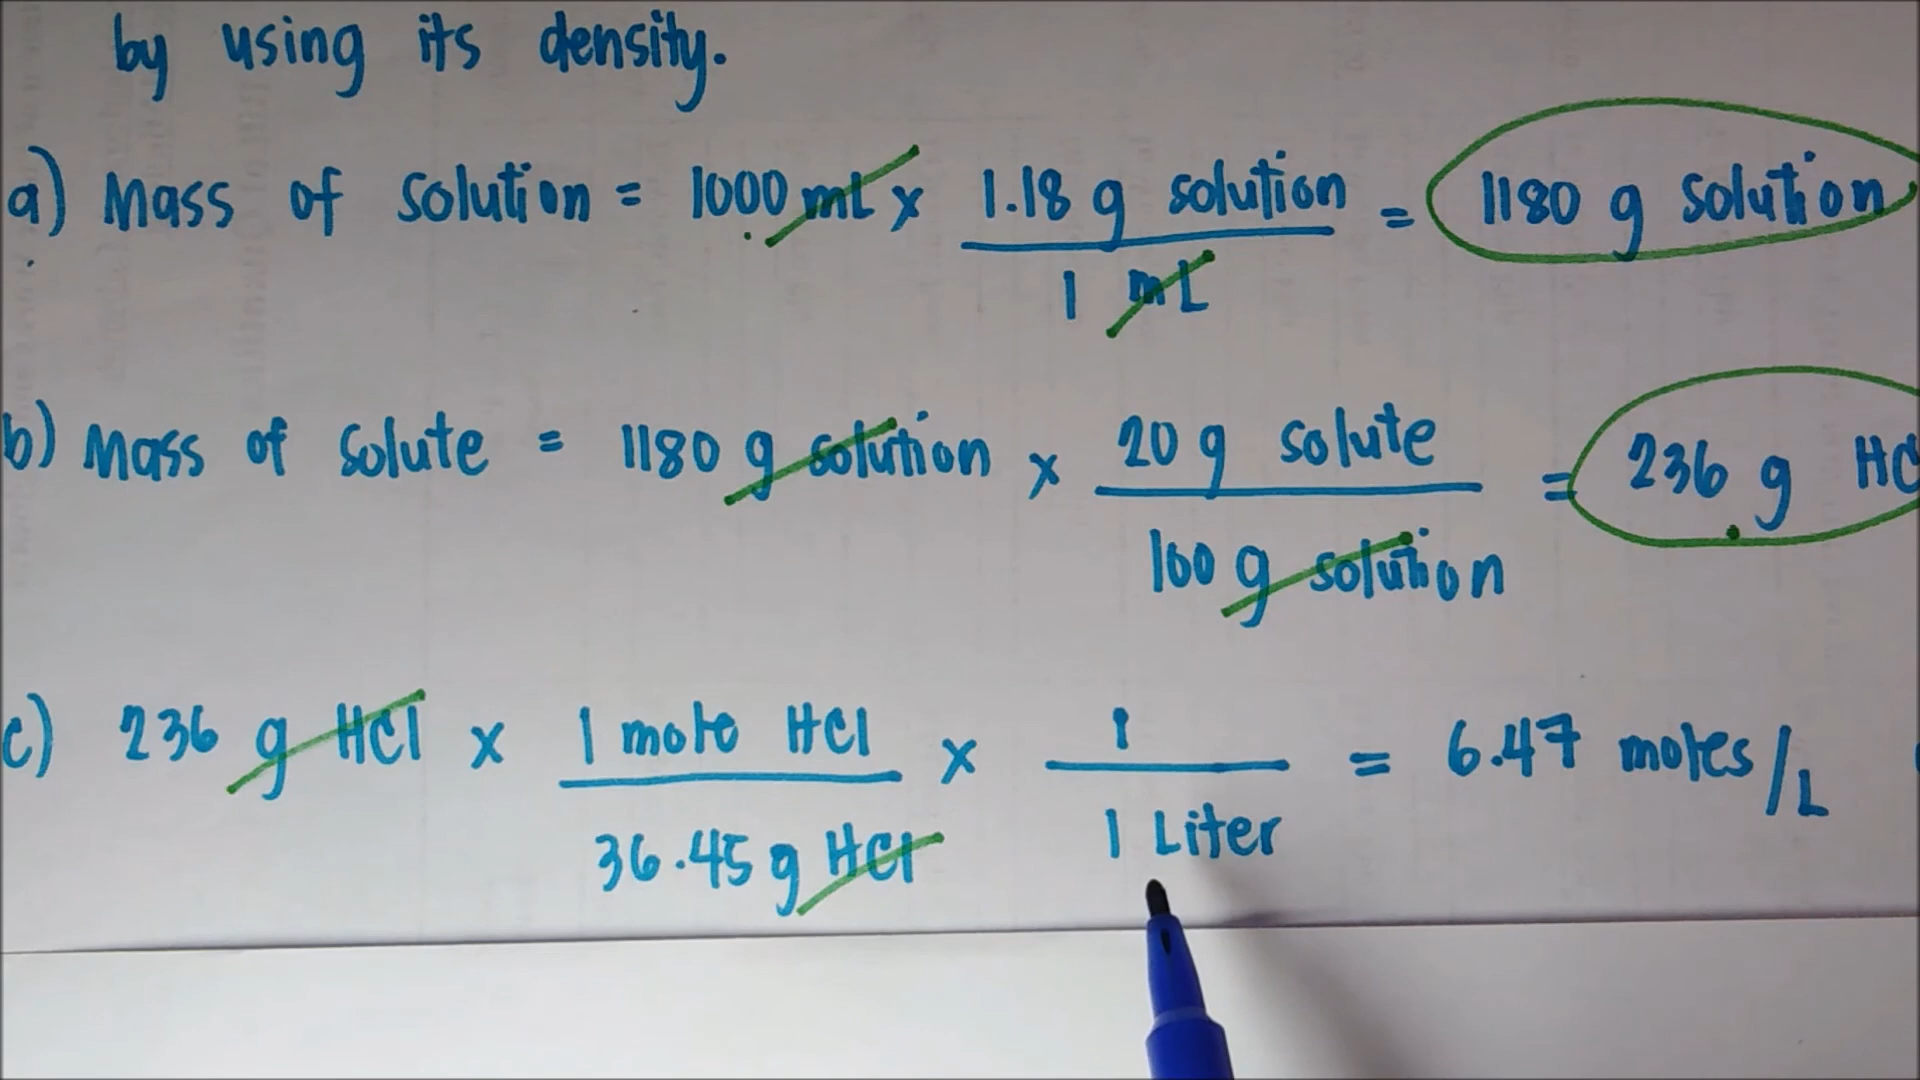 by using its density.
a) Mass of solution = 1000 mL x 1.18 g solution / 1 mL = 1180 g solution
b) Mass of solute = 1180 g solution x 20 g solute / 100 g solution = 236 g HC
c) 236 g HCl x 1 mole HCl / 36.45 g HCl x 1 / 1 Liter = 6.47 moles/L